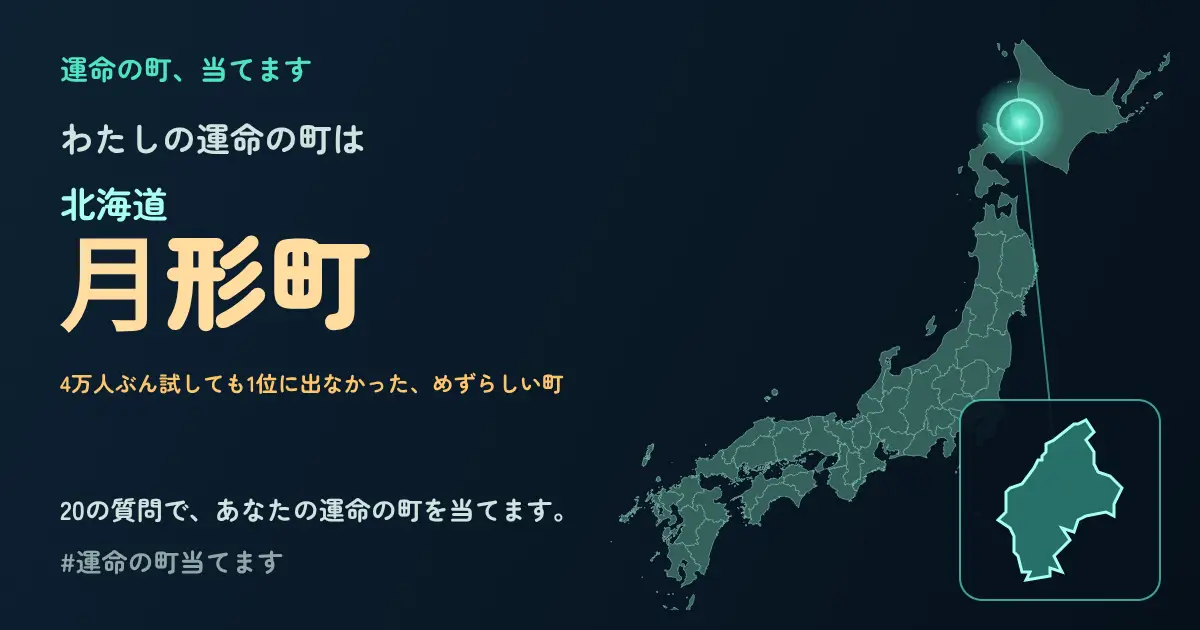 運命の町、当てます
わたしの運命の町は
北海道
月形町
4万人ぶん試しても1位に出なかった、めずらしい町
20の質問で、あなたの運命の町を当てます。
#運命の町当てます